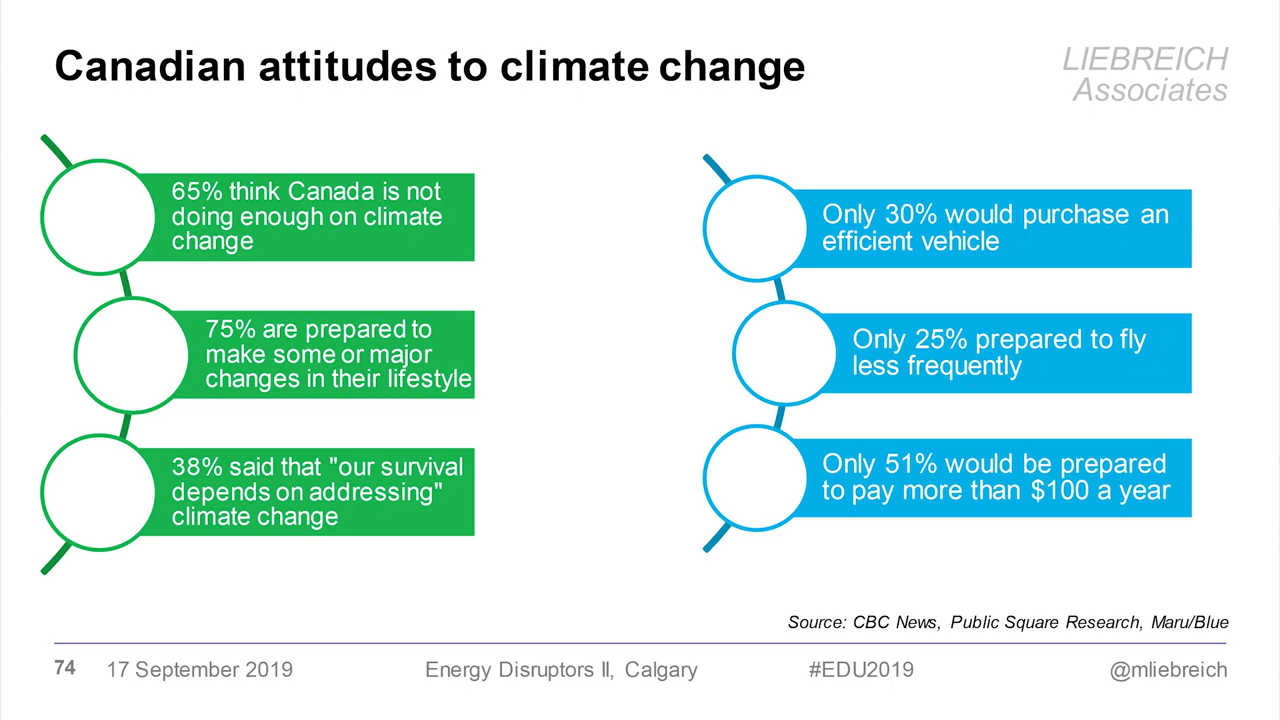 Canadian attitudes to climate change
LIEBREICH
Associates
65% think Canada is not
doing enough on climate
change
75% are prepared to
make some or major
changes in their lifestyle
38% said that "our survival
depends on addressing"
climate change
Only 30% would purchase an
efficient vehicle
Only 25% prepared to fly
less frequently
Only 51% would be prepared
to pay more than $100 a year
Source: CBC News, Public Square Research, Maru/Blue
74 17 September 2019 Energy Disruptors II, Calgary #EDU2019 @mliebreich